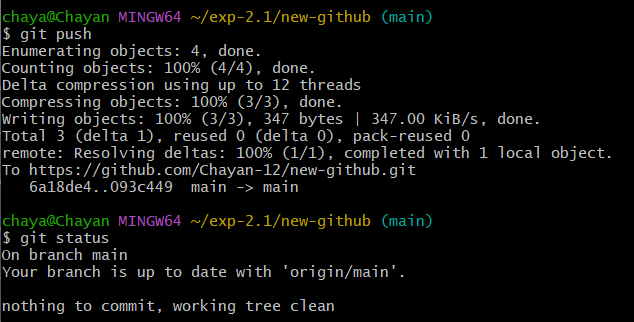 chaya@Chayan MINGW64 ~/exp-2.1/new-github (main)
$ git push
Enumerating objects: 4, done.
Counting objects: 100% (4/4), done.
Delta compression using up to 12 threads
Compressing objects: 100% (3/3), done.
Writing objects: 100% (3/3), 347 bytes | 347.00 KiB/s, done.
Total 3 (delta 1), reused 0 (delta 0), pack-reused 0
remote: Resolving deltas: 100% (1/1), completed with 1 local object.
To https://github.com/Chayan-12/new-github.git
   6a18de4..093c449  main -> main
chaya@Chayan MINGW64 ~/exp-2.1/new-github (main)
$ git status
On branch main
Your branch is up to date with 'origin/main'.
nothing to commit, working tree clean